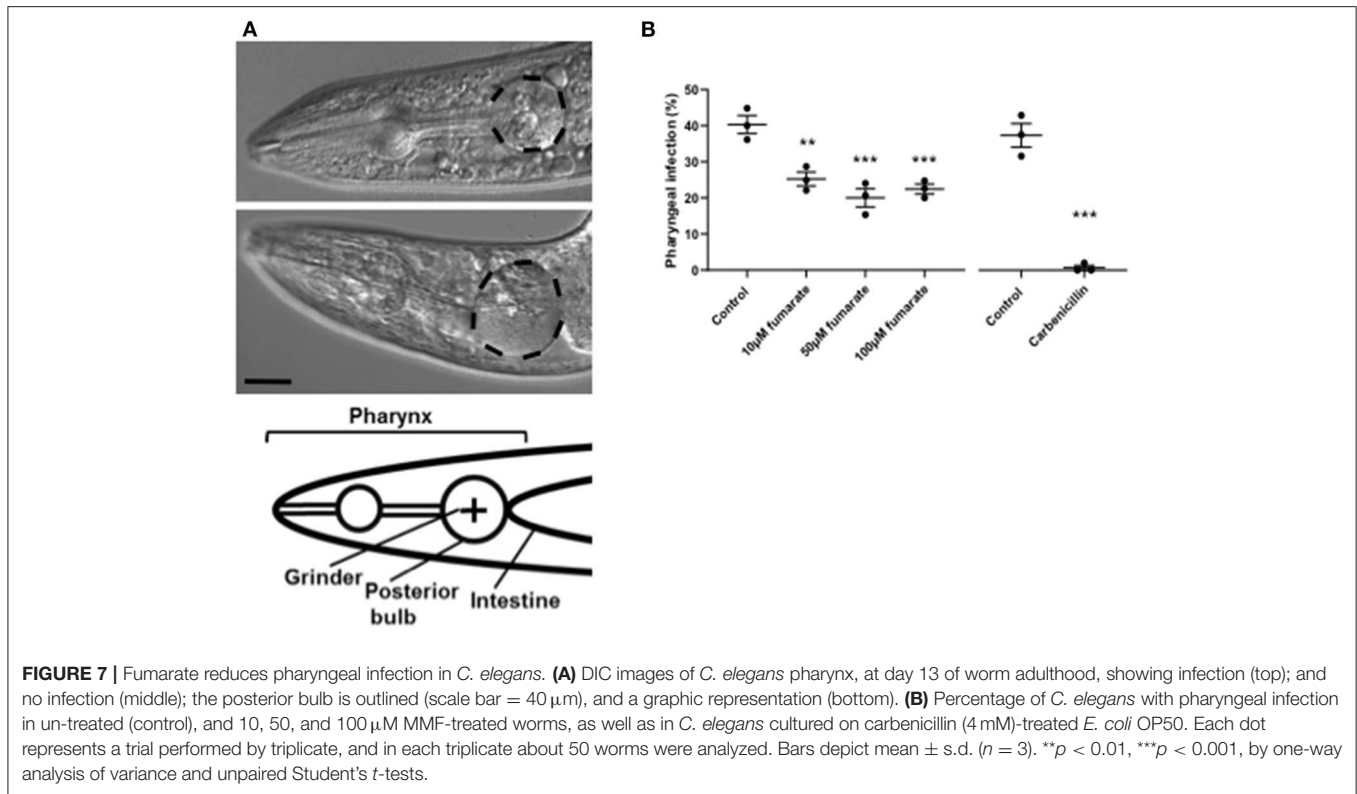 A
B
Pharynx
Grinder
Posterior
bulb
Intestine
Pharyngeal infection (%)
50
40
30
20
10
0
**
***
***
***
Control
10µM fumarate
50µM fumarate
100µM fumarate
Control
Carbenicillin
FIGURE 7 | Fumarate reduces pharyngeal infection in C. elegans. (A) DIC images of C. elegans pharynx, at day 13 of worm adulthood, showing infection (top); and
no infection (middle); the posterior bulb is outlined (scale bar = 40 µm), and a graphic representation (bottom). (B) Percentage of C. elegans with pharyngeal infection
in un-treated (control), and 10, 50, and 100 µM MMF-treated worms, as well as in C. elegans cultured on carbenicillin (4 mM)-treated E. coli OP50. Each dot
represents a trial performed by triplicate, and in each triplicate about 50 worms were analyzed. Bars depict mean ± s.d. (n = 3). **p < 0.01, ***p < 0.001, by one-way
analysis of variance and unpaired Student's t-tests.